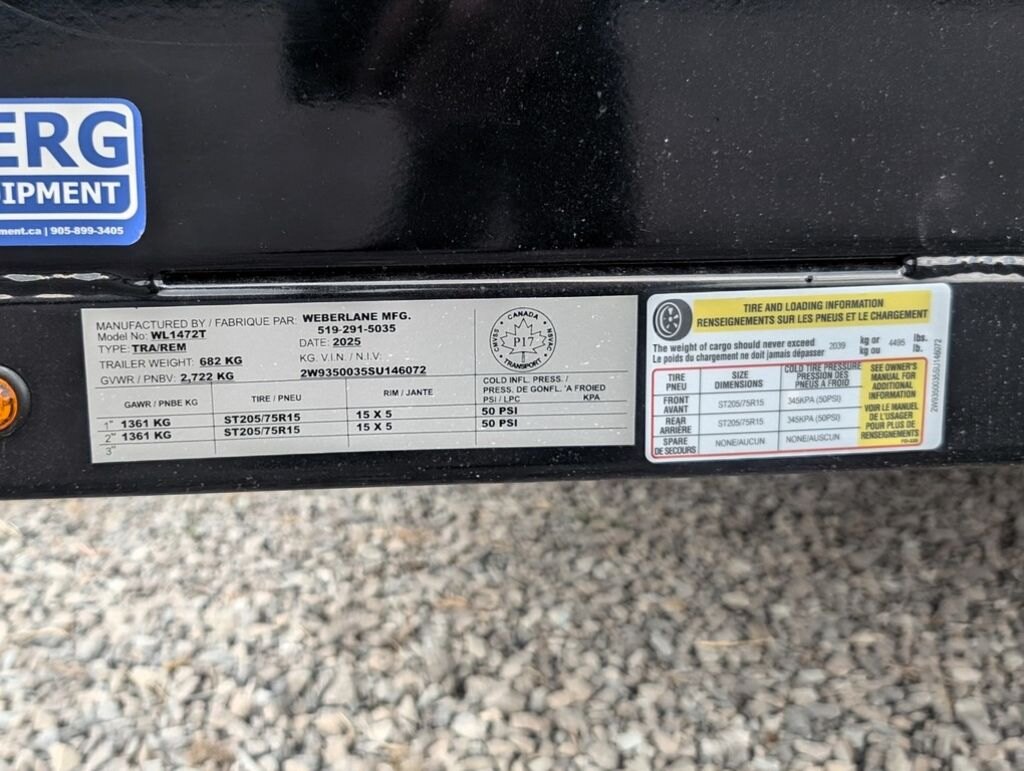 ERG
IPMENT
ment.ca | 905-899-3405
MANUFACTURED BY / FABRIQUE PAR: WEBERLANE MFG.
Model No: WL1472T 519-291-5035
TYPE: TRA/REM DATE: 2025
TRAILER WEIGHT: 682 KG KG. V.I.N. / N.I.V.
GVWR / PNBV: 2,722 KG 2W9350035SU146072
GAWR / PNBE KG TIRE / PNEU RIM / JANTE COLD INFL. PRESS. /
PRESS. DE GONFL. 'A FROIED
PSI / LPC KPA
1" 1361 KG ST205/75R15 15 X 5 50 PSI
2" 1361 KG ST205/75R15 15 X 5 50 PSI
3"
CANADA
CMVSS P17 NSVAC
TRANSPORT
TIRE AND LOADING INFORMATION
RENSEIGNEMENTS SUR LES PNEUS ET LE CHARGEMENT
The weight of cargo should never exceed 2039 kg or 4495 lbs.
Le poids du chargement ne doit jamais dépasser kg ou lb.
TIRE
PNEU
SIZE
DIMENSIONS
COLD TIRE PRESSURE
PRESSION DES
PNEUS À FROID
FRONT
AVANT
ST205/75R15
345KPA (50PSI)
REAR
ARRIÈRE
ST205/75R15
345KPA (50PSI)
SPARE
DE SECOURS
NONE/AUSCUN
NONE/AUSCUN
SEE OWNER'S
MANUAL FOR
ADDITIONAL
INFORMATION
VOIR LE MANUEL
DE L'USAGER
POUR PLUS DE
RENSEIGNEMENTS
2W9350035SU146072